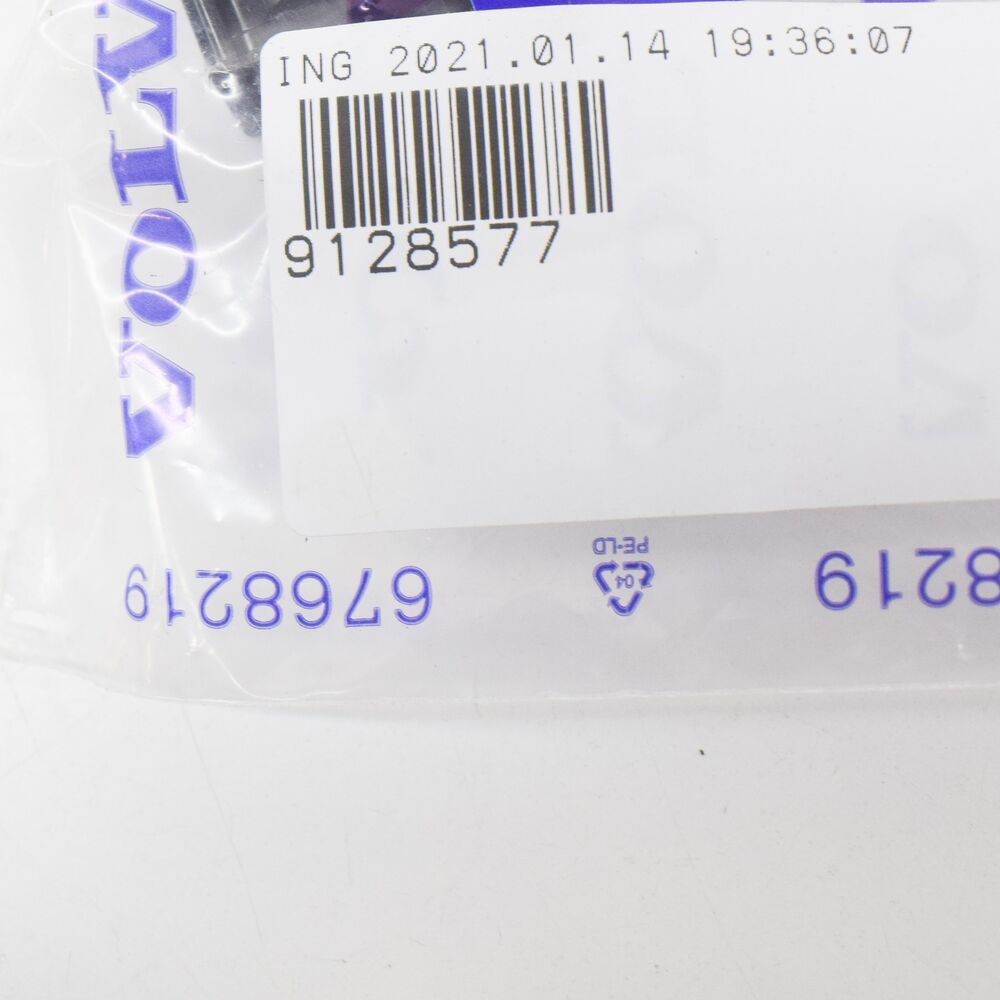 ING 2021.01.14 19:36:07
9128577
VOLV
6768219
PE-LD
04
8219